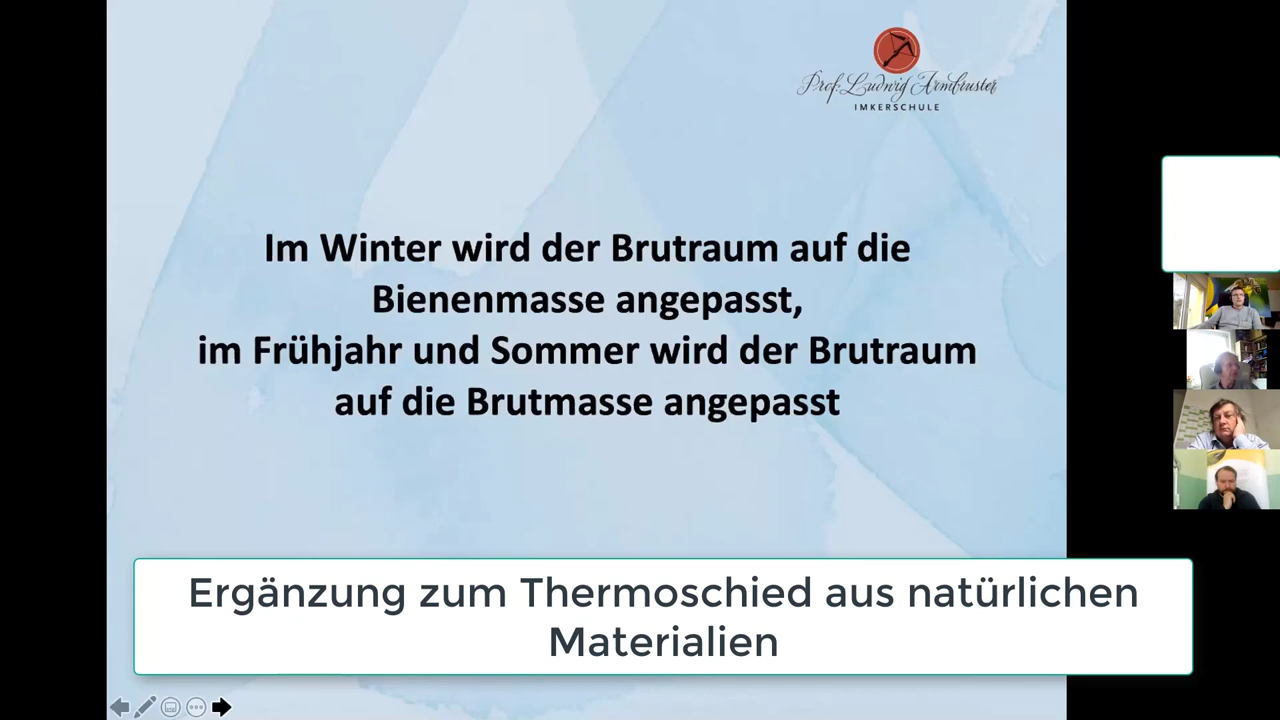 Prof. Ludwig Armbruster
IMKERSCHULE
Im Winter wird der Brutraum auf die
Bienenmasse angepasst,
im Frühjahr und Sommer wird der Brutraum
auf die Brutmasse angepasst
Ergänzung zum Thermoschied aus natürlichen
Materialien